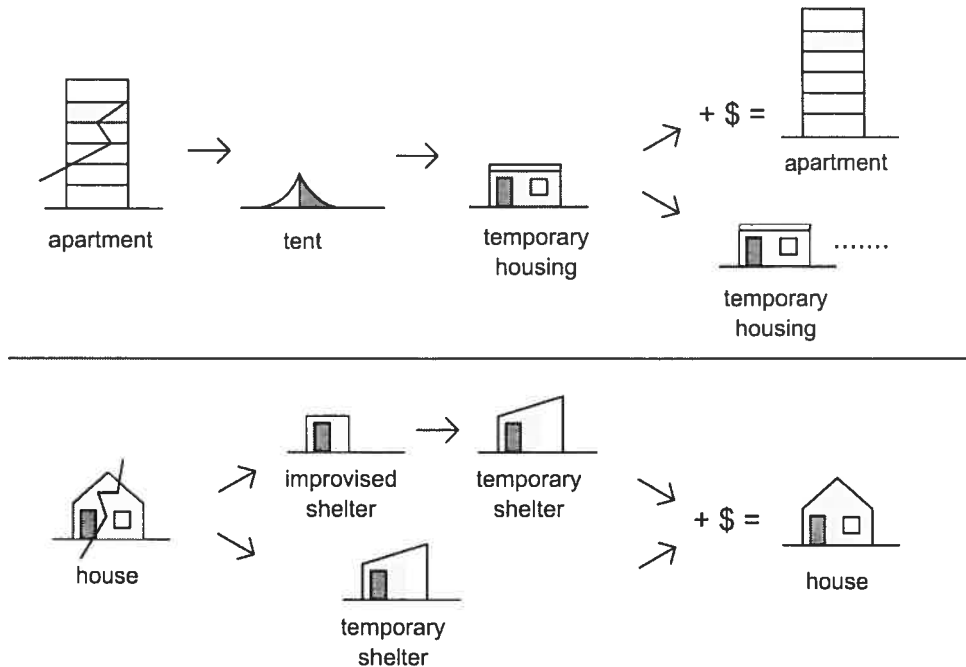 + $ =
apartment
apartment
tent
temporary
housing
temporary
housing
.......
improvised
shelter
temporary
shelter
+ $ =
house
house
temporary
shelter